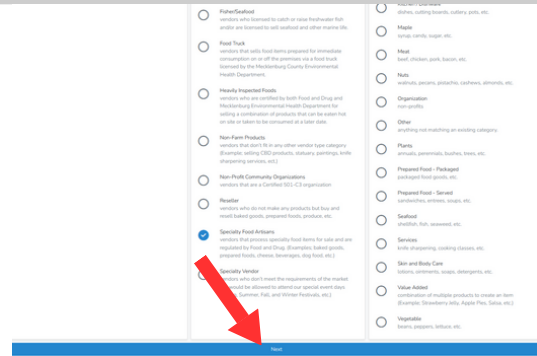 Fisher/Seafood
vendors who licensed to catch or raise freshwater fish
and/or are licensed to sell seafood and other marine life.
Food Truck
vendors that sells food items prepared for immediate
consumption on or off the premises via a food truck
licensed by the Mecklenburg County Environmental
Health Department.
Heavily Inspected Foods
vendors who are certified by both Food and Drug and
Mecklenburg Environmental Health Department for
selling a combination of products that can be eaten hot
on site or taken to be consumed at a later date
Non-Farm Products
vendors that don't fit in any other vendor type category
(Example, selling CBD products, statuary, paintings, knife
sharpening services, ect.)
Non-Profit Community Organizations
vendors that are a Certified 501-C3 organization
Reseller
vendors who do not make any products but buy and
resell baked goods, prepared foods, produce, etc.
Specialty Food Artisans
vendors that process specialty food items for sale and are
regulated by Food and Drug. (Examples, baked goods,
prepared foods, cheese, beverages, dog food, etc.)
Specialty Vendor
vendors who don't meet the requirements of the market
would be allowed to attend our special event days
Summer, Fall, and Winter Festivals, etc.)
dishes, cutting boards, cutlery, pots, etc.
Maple
syrup, candy, sugar, etc.
Meat
beef, chicken, pork, bacon, etc.
Nuts
walnuts, pecans, pistachio, cashews, almonds, etc.
Organization
non-profits
Other
anything not matching an existing category.
Plants
annuals, perennials, bushes, trees, etc.
Prepared Food - Packaged
packaged food goods, etc.
Prepared Food - Served
sandwiches, entrees, soups, etc.
Seafood
shellfish, fish, seaweed, etc.
Services
knife sharpening, cooking classes, etc.
Skin and Body Care
lotions, ointments, soaps, detergents, etc.
Value Added
combination of multiple products to create an item
(Example: Strawberry Jelly, Apple Pies, Salsa, etc.)
Vegetable
beans, peppers, lettuce, etc.
Next